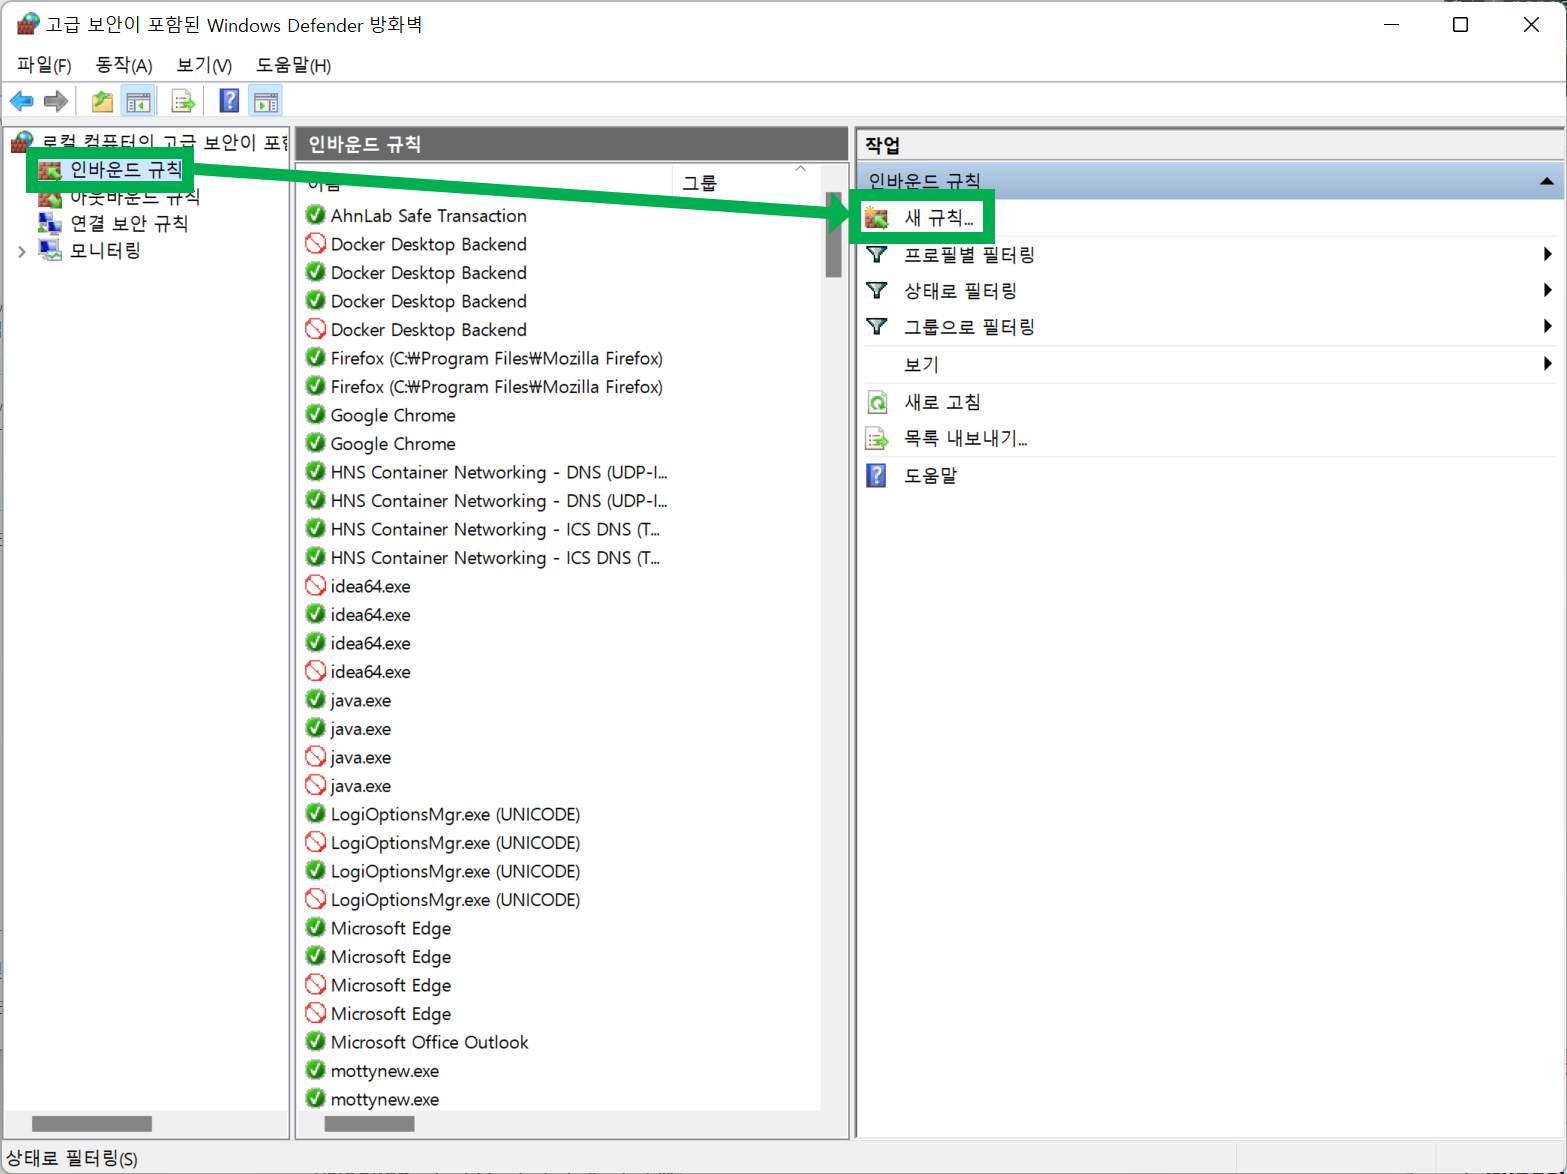 고급 보안이 포함된 Windows Defender 방화벽
파일(F) 동작(A) 보기(V) 도움말(H)
로컬 컴퓨터의 고급 보안이 포함
인바운드 규칙
아웃바운드 규칙
연결 보안 규칙
모니터링
인바운드 규칙
이름 그룹
AhnLab Safe Transaction
Docker Desktop Backend
Docker Desktop Backend
Docker Desktop Backend
Docker Desktop Backend
Firefox (C:₩Program Files₩Mozilla Firefox)
Firefox (C:₩Program Files₩Mozilla Firefox)
Google Chrome
Google Chrome
HNS Container Networking - DNS (UDP-I...
HNS Container Networking - DNS (UDP-I...
HNS Container Networking - ICS DNS (T...
HNS Container Networking - ICS DNS (T...
idea64.exe
idea64.exe
idea64.exe
idea64.exe
java.exe
java.exe
java.exe
java.exe
LogiOptionsMgr.exe (UNICODE)
LogiOptionsMgr.exe (UNICODE)
LogiOptionsMgr.exe (UNICODE)
LogiOptionsMgr.exe (UNICODE)
Microsoft Edge
Microsoft Edge
Microsoft Edge
Microsoft Edge
Microsoft Office Outlook
mottynew.exe
mottynew.exe
작업
인바운드 규칙
새 규칙...
프로필별 필터링
상태로 필터링
그룹으로 필터링
보기
새로 고침
목록 내보내기...
도움말
상태로 필터링(S)